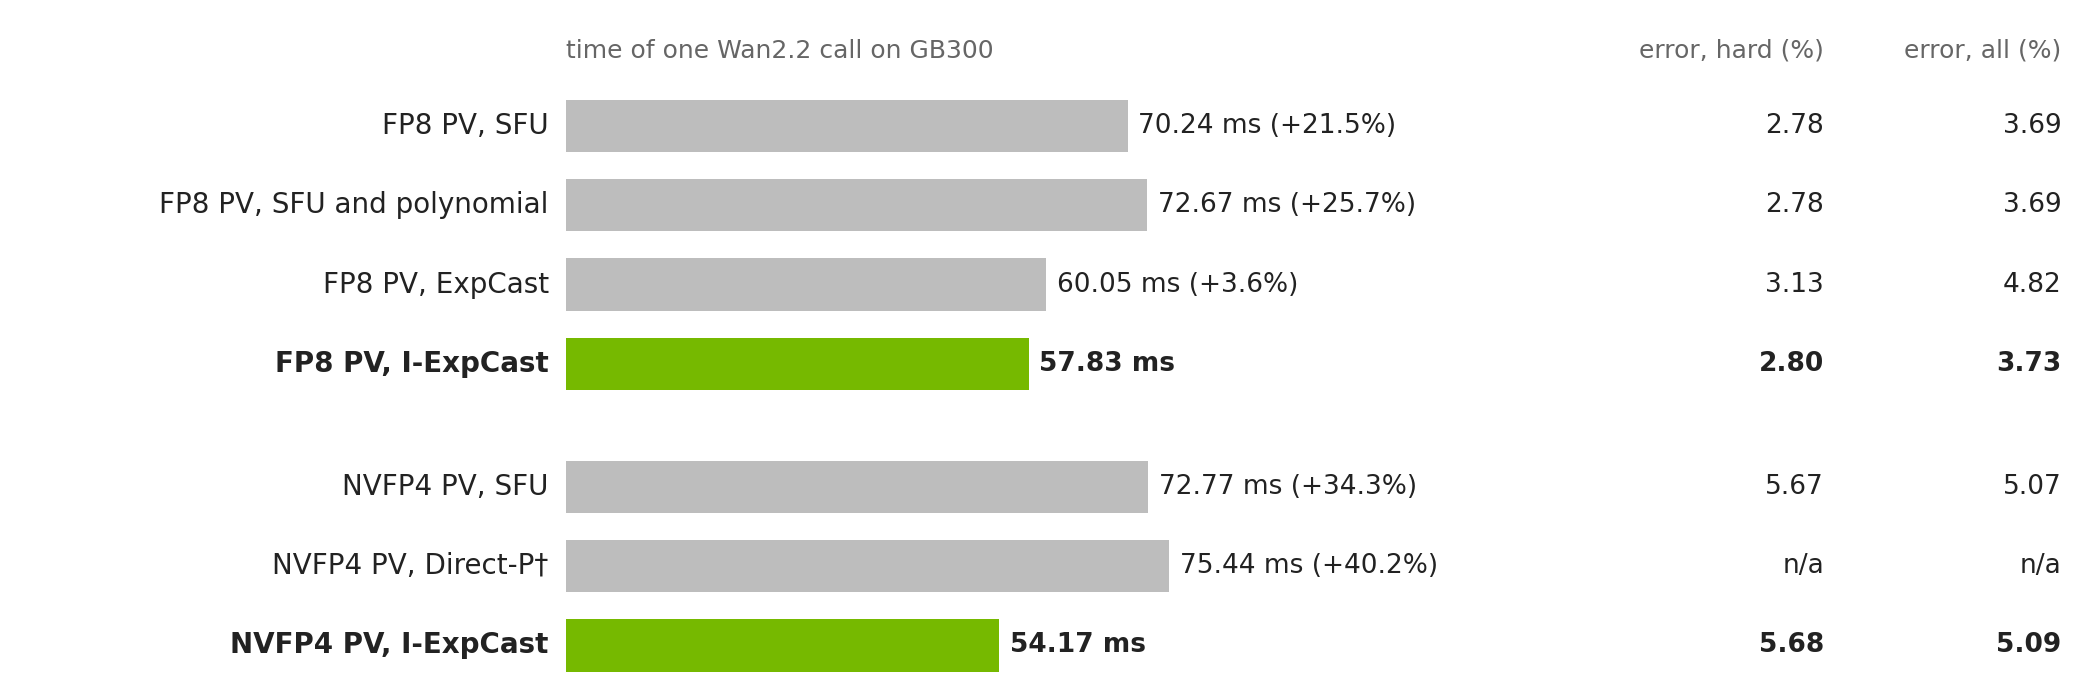 time of one Wan2.2 call on GB300 error, hard (%) error, all (%)
FP8 PV, SFU 70.24 ms (+21.5%) 2.78 3.69
FP8 PV, SFU and polynomial 72.67 ms (+25.7%) 2.78 3.69
FP8 PV, ExpCast 60.05 ms (+3.6%) 3.13 4.82
FP8 PV, I-ExpCast 57.83 ms 2.80 3.73
NVFP4 PV, SFU 72.77 ms (+34.3%) 5.67 5.07
NVFP4 PV, Direct-P† 75.44 ms (+40.2%) n/a n/a
NVFP4 PV, I-ExpCast 54.17 ms 5.68 5.09